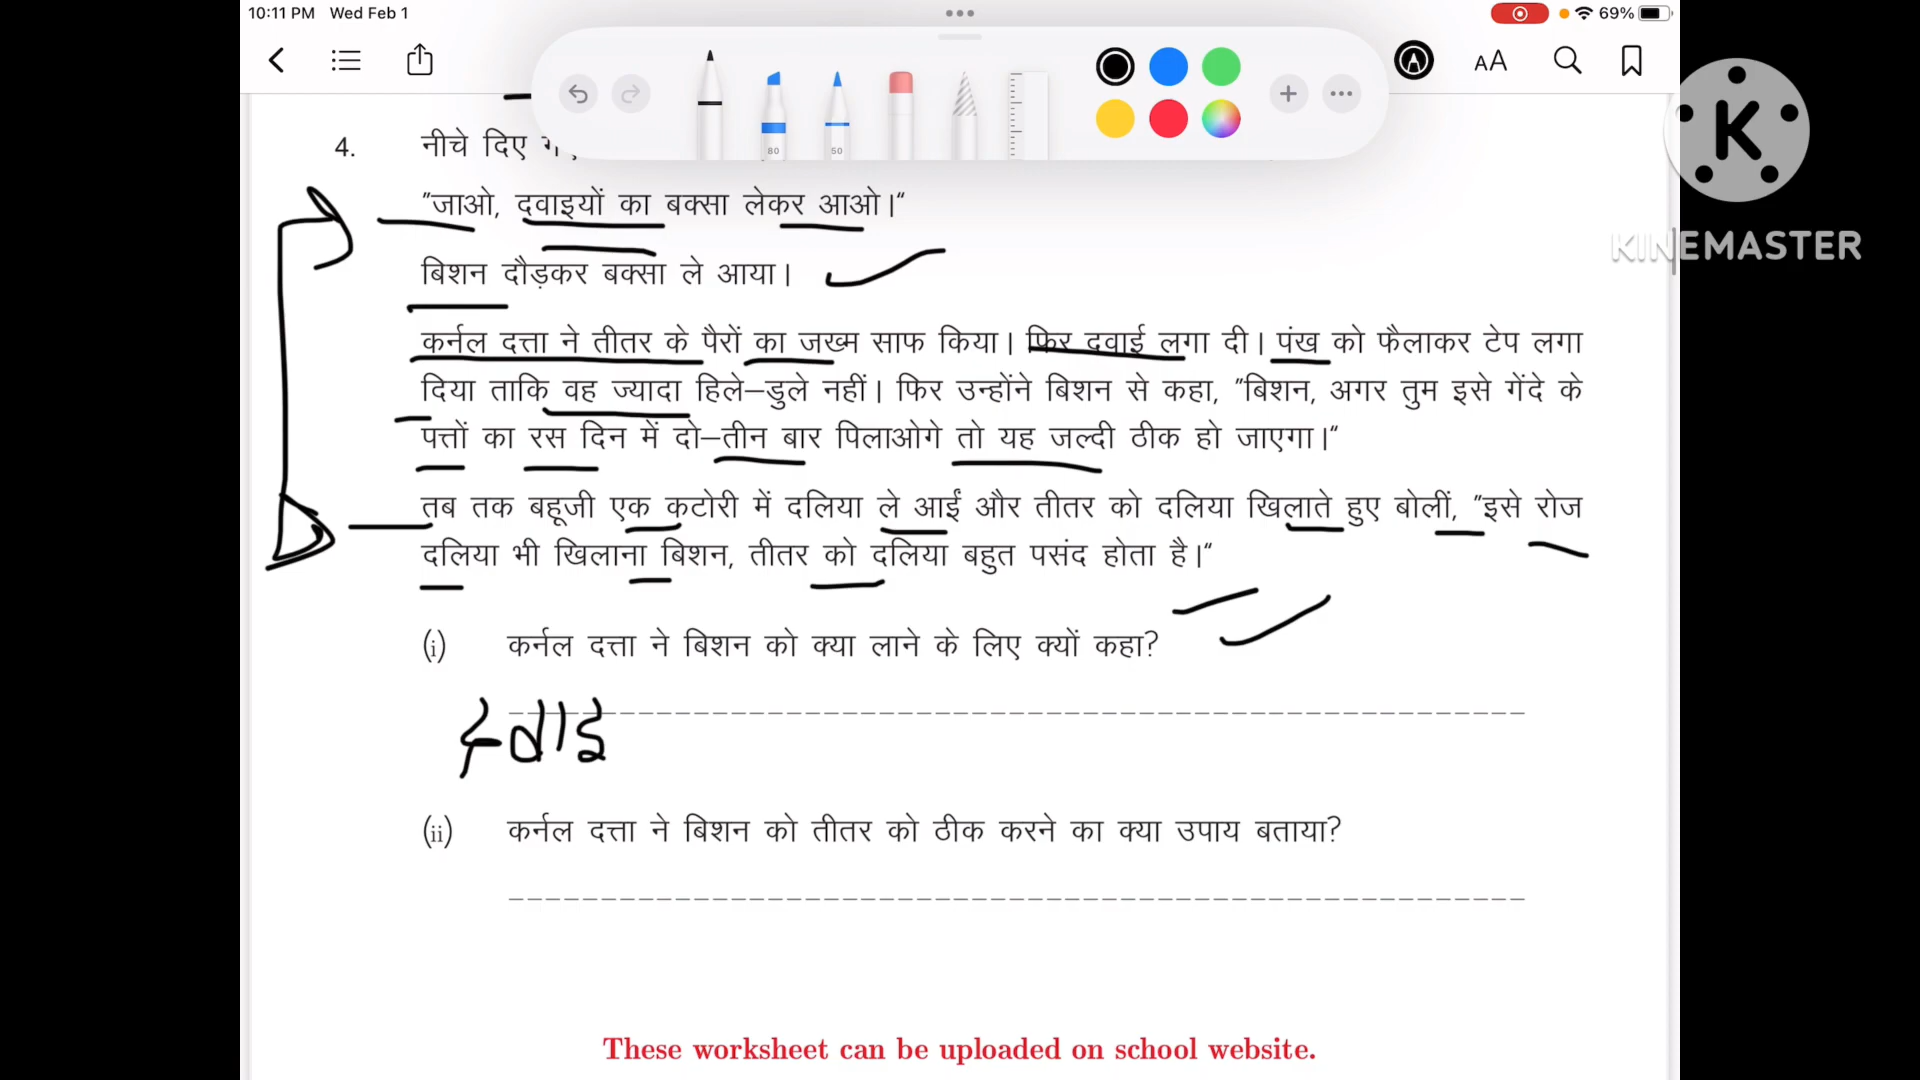 10:11 PM Wed Feb 1
69%
AA
80
50
KINEMASTER
4. नीचे दिए
"जाओ, दवाइयों का बक्सा लेकर आओ।"
बिशन दौड़कर बक्सा ले आया।
कर्नल दत्ता ने तीतर के पैरों का जख्म साफ किया। फिर दवाई लगा दी। पंख को फैलाकर टेप लगा
दिया ताकि वह ज्यादा हिले–डुले नहीं। फिर उन्होंने बिशन से कहा, "बिशन, अगर तुम इसे गेंदे के
पत्तों का रस दिन में दो–तीन बार पिलाओगे तो यह जल्दी ठीक हो जाएगा।"
तब तक बहूजी एक कटोरी में दलिया ले आईं और तीतर को दलिया खिलाते हुए बोलीं, "इसे रोज
दलिया भी खिलाना बिशन, तीतर को दलिया बहुत पसंद होता है।"
(i) कर्नल दत्ता ने बिशन को क्या लाने के लिए क्यों कहा?
दवाइ
(ii) कर्नल दत्ता ने बिशन को तीतर को ठीक करने का क्या उपाय बताया?
These worksheet can be uploaded on school website.